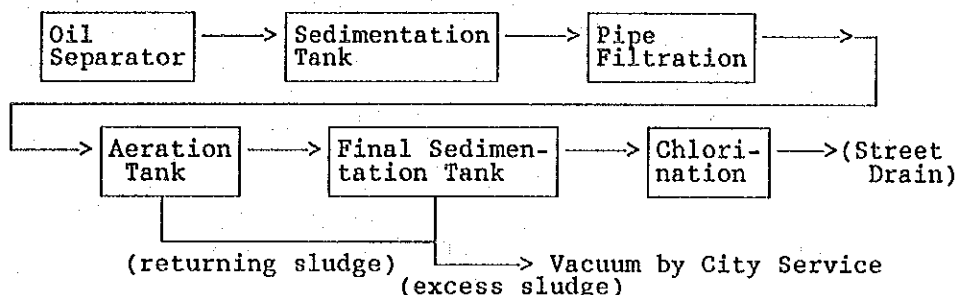 Oil Separator
Sedimentation Tank
Pipe Filtration
Aeration Tank
Final Sedimen-
tation Tank
Chlori-
nation
(Street Drain)
(returning sludge)
Vacuum by City Service
(excess sludge)